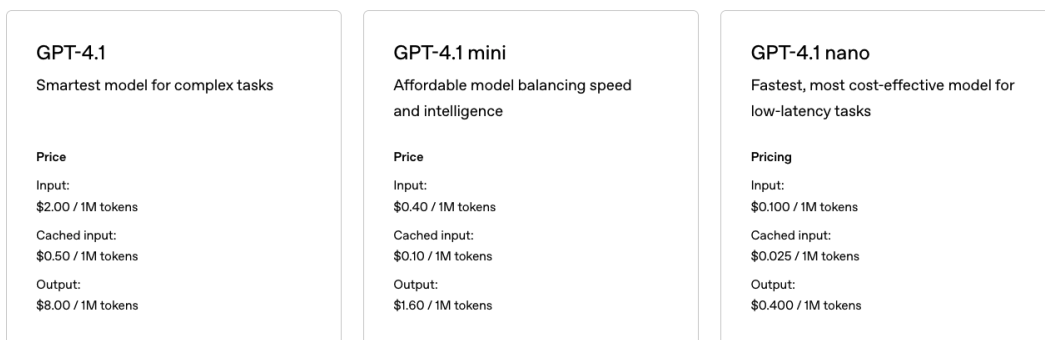 GPT-4.1
Smartest model for complex tasks
Price
Input:
$2.00 / 1M tokens
Cached input:
$0.50 / 1M tokens
Output:
$8.00 / 1M tokens
GPT-4.1 mini
Affordable model balancing speed
and intelligence
Price
Input:
$0.40 / 1M tokens
Cached input:
$0.10 / 1M tokens
Output:
$1.60 / 1M tokens
GPT-4.1 nano
Fastest, most cost-effective model for
low-latency tasks
Pricing
Input:
$0.100 / 1M tokens
Cached input:
$0.025 / 1M tokens
Output:
$0.400 / 1M tokens